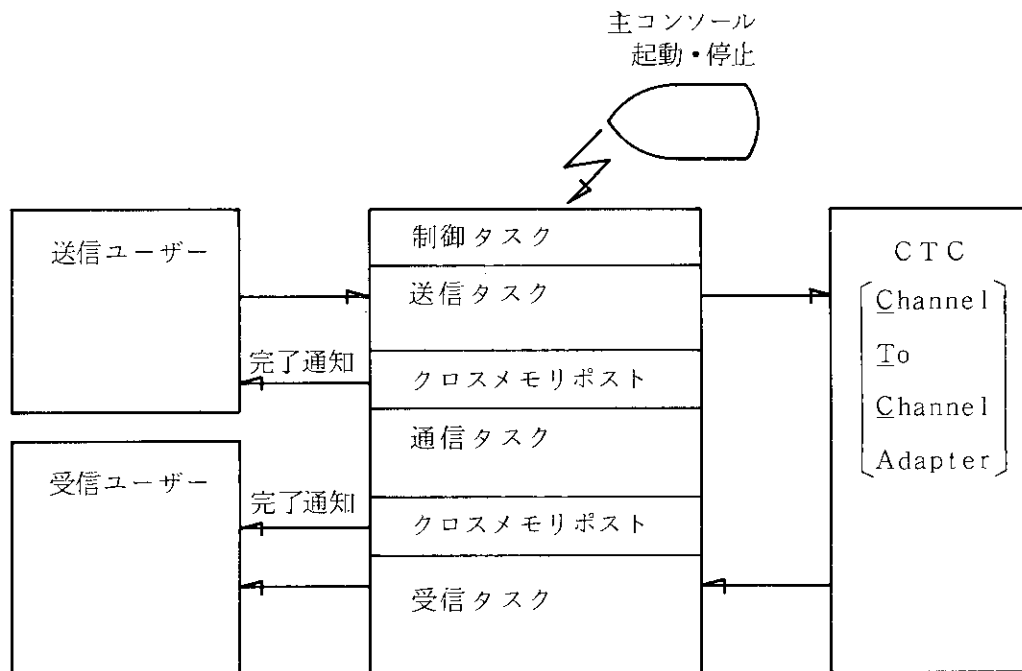 主コンソール
起動・停止
送信ユーザー
完了通知
受信ユーザー
完了通知
制御タスク
送信タスク
クロスメモリポスト
通信タスク
クロスメモリポスト
受信タスク
CTC
Channel
To
Channel
Adapter